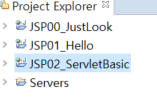 Project Explorer
JSP00_JustLook
JSP01_Hello
JSP02_ServletBasic
Servers